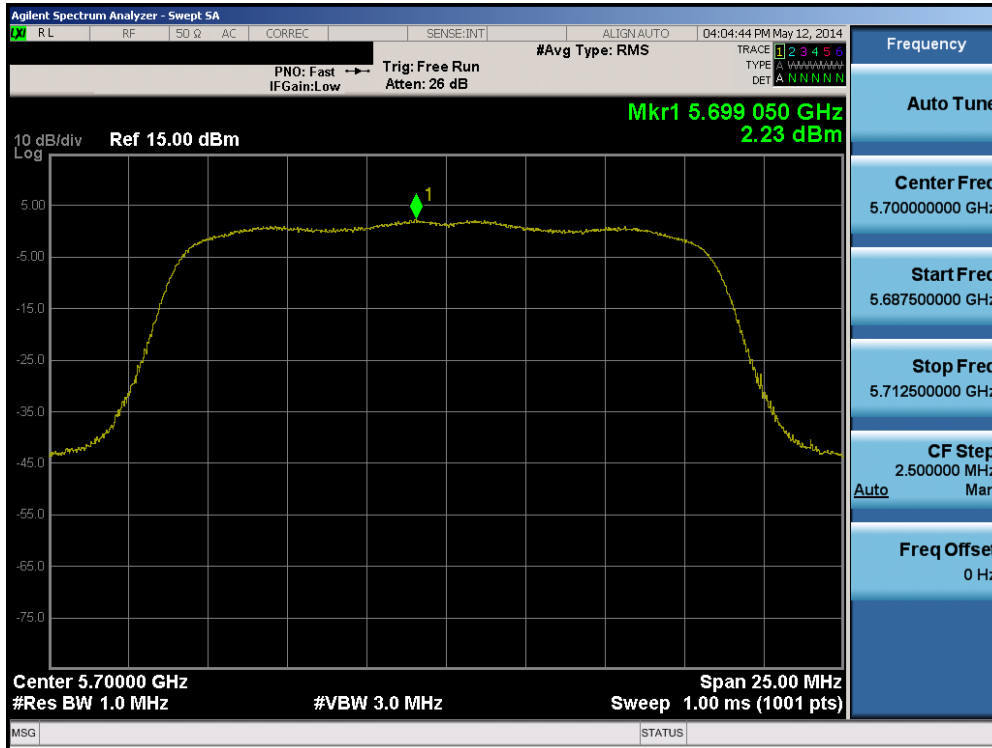 Agilent Spectrum Analyzer - Swept SA
LXI RL RF 50 Ω AC CORREC SENSE:INT ALIGN AUTO 04:04:44 PM May 12, 2014
#Avg Type: RMS
TRACE 1 2 3 4 5 6
PNO: Fast Trig: Free Run TYPE A WWWWW
IFGain:Low Atten: 26 dB DET A N N N N N
Mkr1 5.699 050 GHz
2.23 dBm
10 dB/div Ref 15.00 dBm
Log
1
5.00
-5.00
-15.0
-25.0
-35.0
-45.0
-55.0
-65.0
-75.0
Center 5.70000 GHz Span 25.00 MHz
#Res BW 1.0 MHz #VBW 3.0 MHz Sweep 1.00 ms (1001 pts)
MSG STATUS
Frequency
Auto Tune
Center Freq
5.700000000 GHz
Start Freq
5.687500000 GHz
Stop Freq
5.712500000 GHz
CF Step
2.500000 MHz
Auto Man
Freq Offset
0 Hz